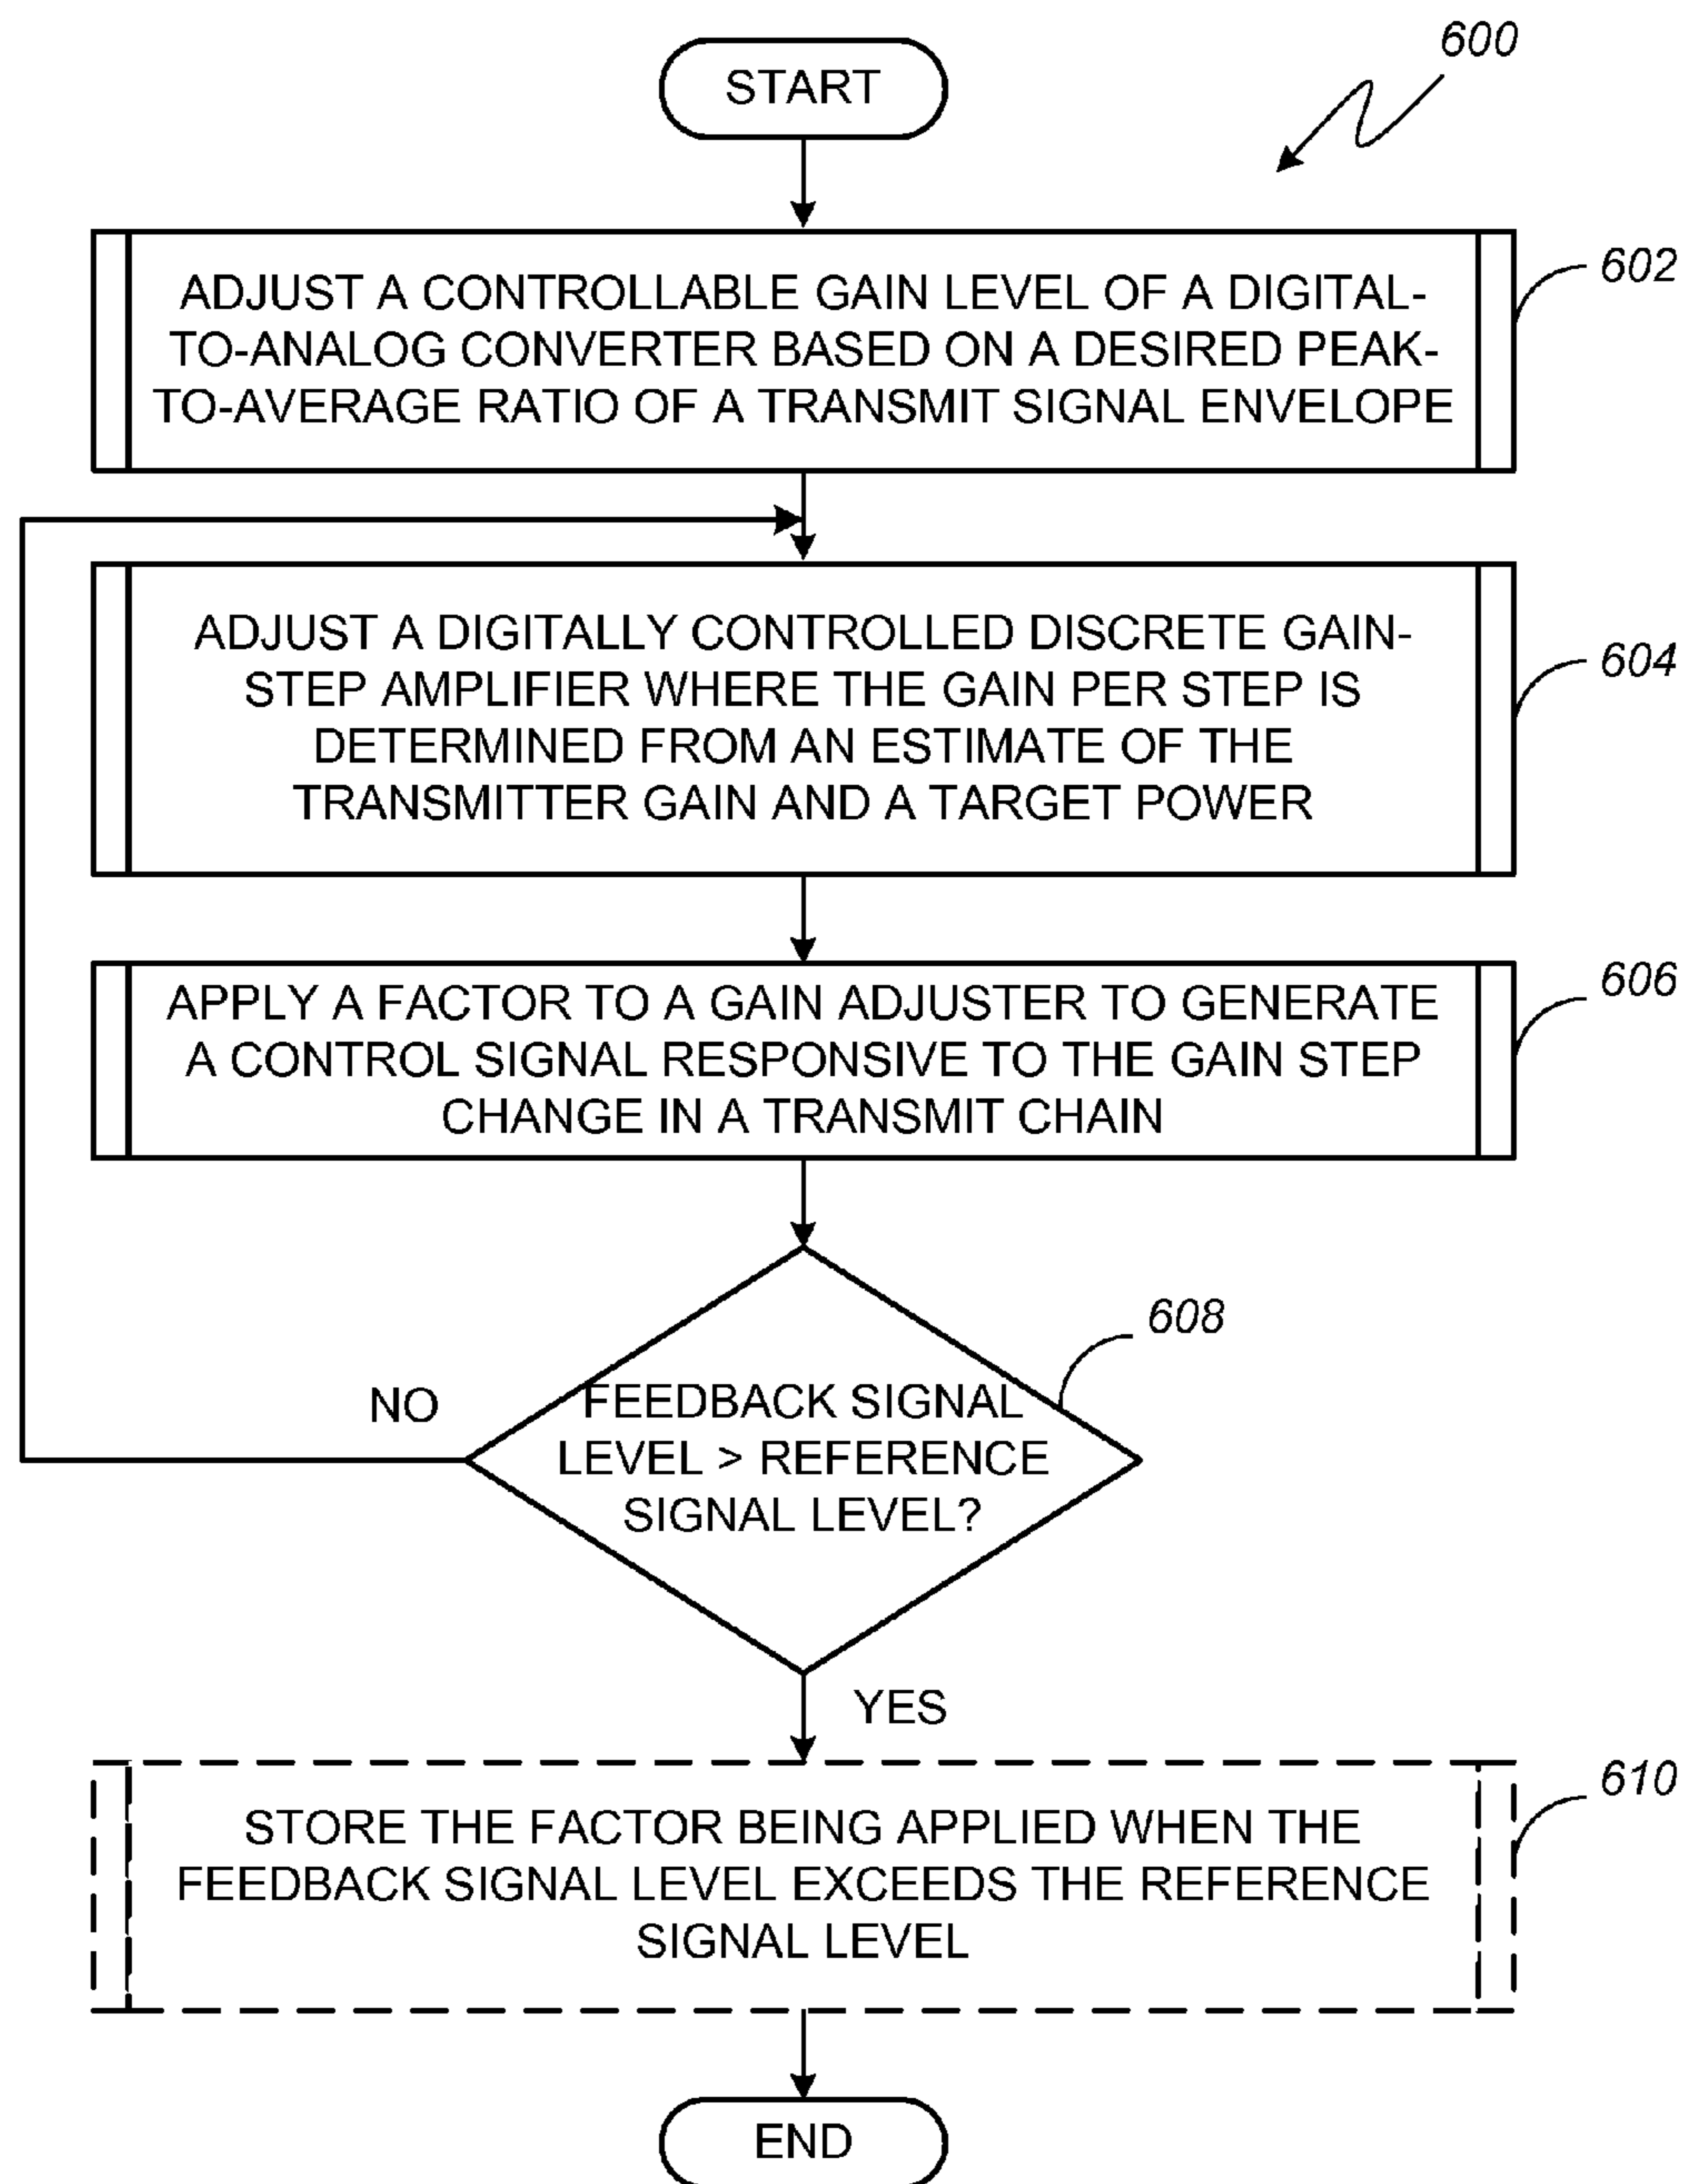 600
START
ADJUST A CONTROLLABLE GAIN LEVEL OF A DIGITAL-
TO-ANALOG CONVERTER BASED ON A DESIRED PEAK-
TO-AVERAGE RATIO OF A TRANSMIT SIGNAL ENVELOPE
602
ADJUST A DIGITALLY CONTROLLED DISCRETE GAIN-
STEP AMPLIFIER WHERE THE GAIN PER STEP IS
DETERMINED FROM AN ESTIMATE OF THE
TRANSMITTER GAIN AND A TARGET POWER
604
APPLY A FACTOR TO A GAIN ADJUSTER TO GENERATE
A CONTROL SIGNAL RESPONSIVE TO THE GAIN STEP
CHANGE IN A TRANSMIT CHAIN
606
FEEDBACK SIGNAL
LEVEL > REFERENCE
SIGNAL LEVEL?
608
NO
YES
STORE THE FACTOR BEING APPLIED WHEN THE
FEEDBACK SIGNAL LEVEL EXCEEDS THE REFERENCE
SIGNAL LEVEL
610
END